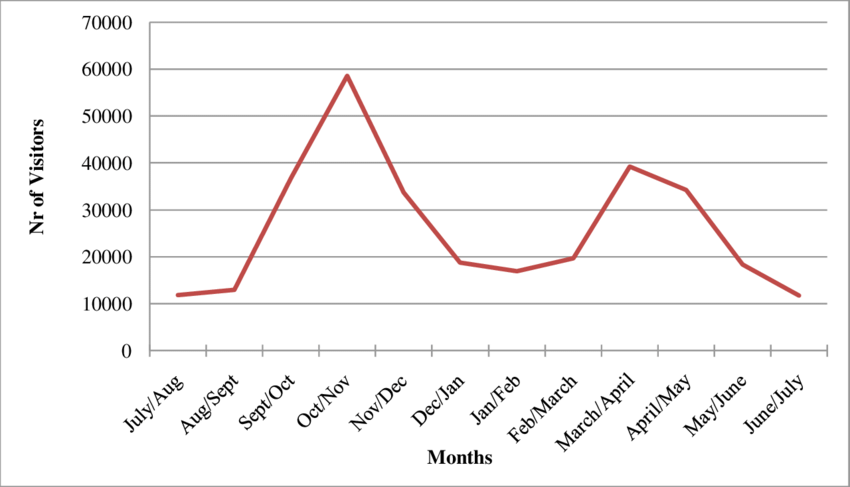 70000
60000
50000
40000
30000
20000
10000
0
Nr of Visitors
July/Aug
Aug/Sept
Sept/Oct
Oct/Nov
Nov/Dec
Dec/Jan
Jan/Feb
Feb/March
March/April
April/May
May/June
June/July
Months